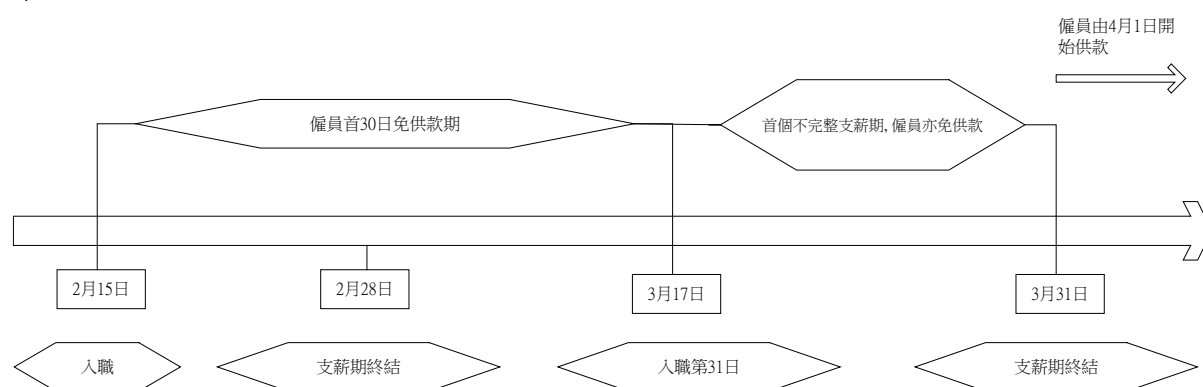 僱員由4月1日開
始供款
僱員首30日免供款期
首個不完整支薪期, 僱員亦免供款
2月15日
2月28日
3月17日
3月31日
入職
支薪期終結
入職第31日
支薪期終結